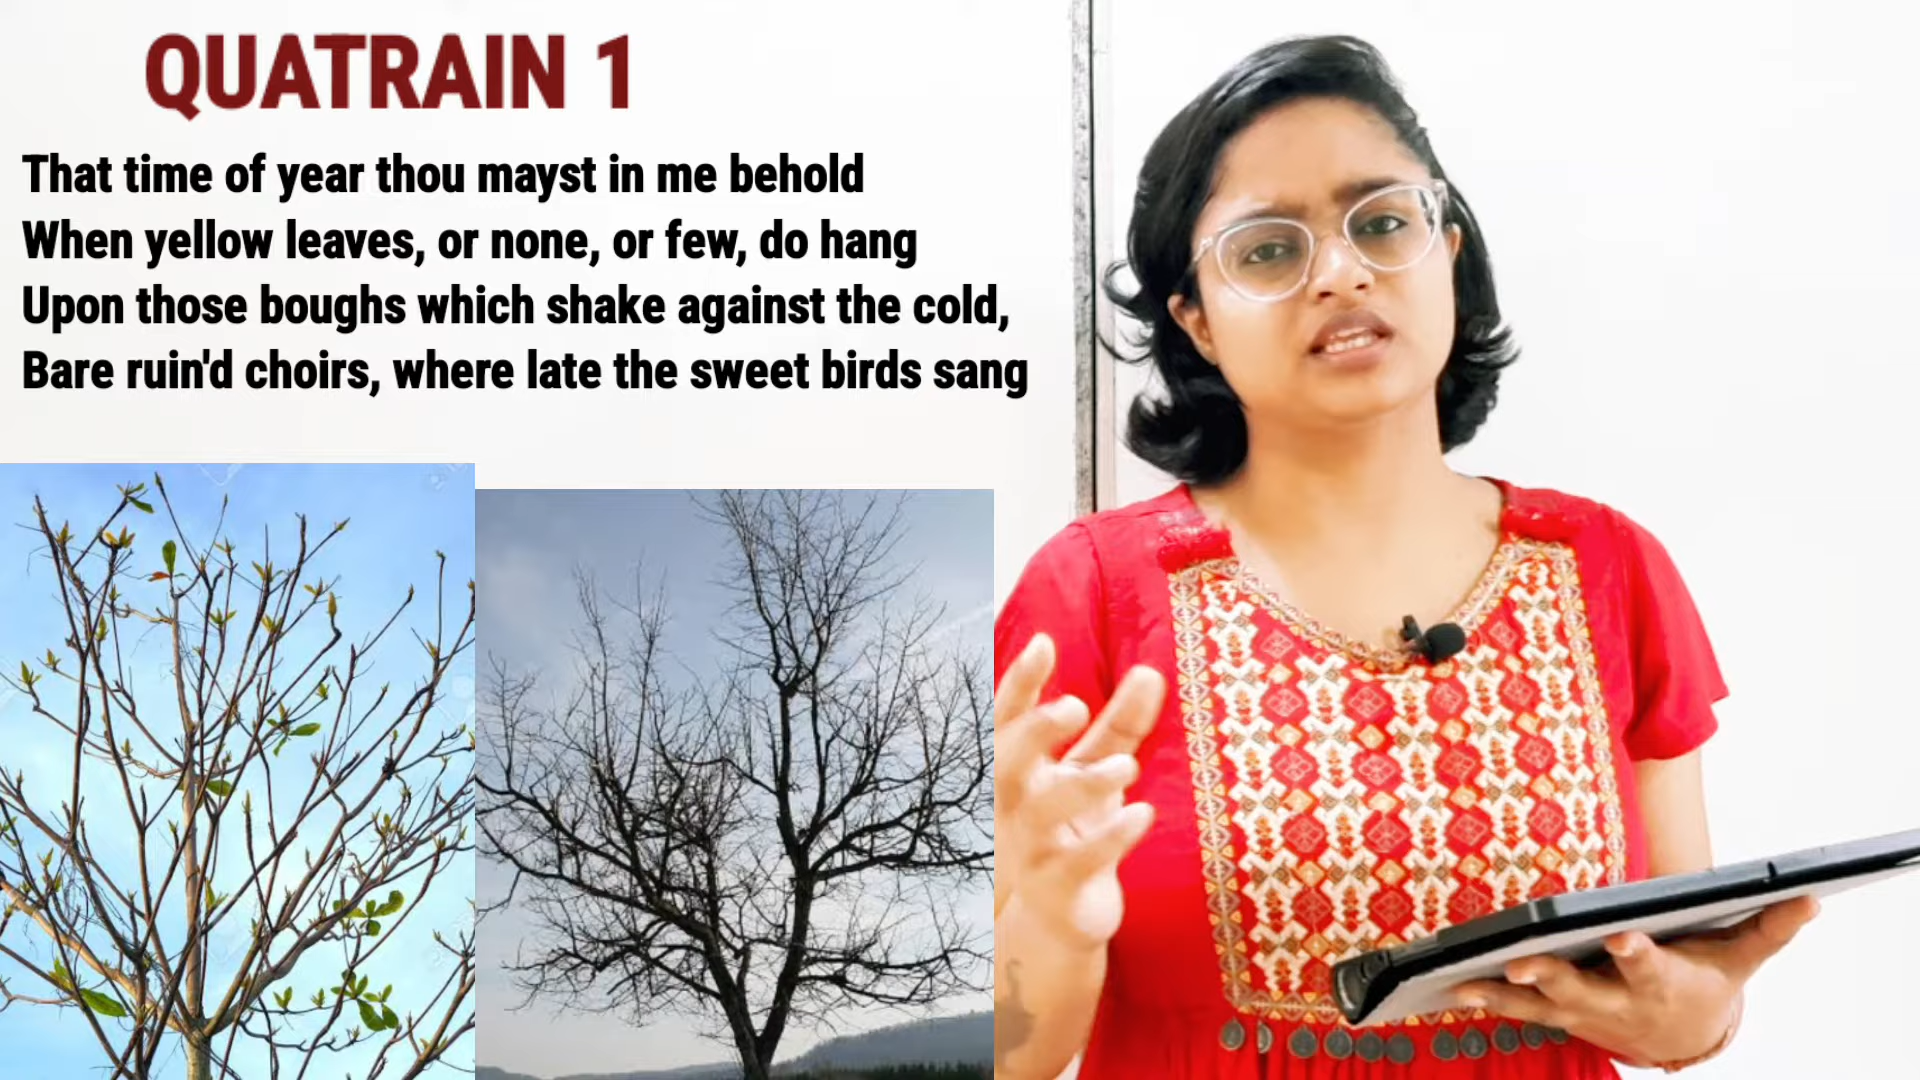 QUATRAIN 1
That time of year thou mayst in me behold
When yellow leaves, or none, or few, do hang
Upon those boughs which shake against the cold,
Bare ruin'd choirs, where late the sweet birds sang